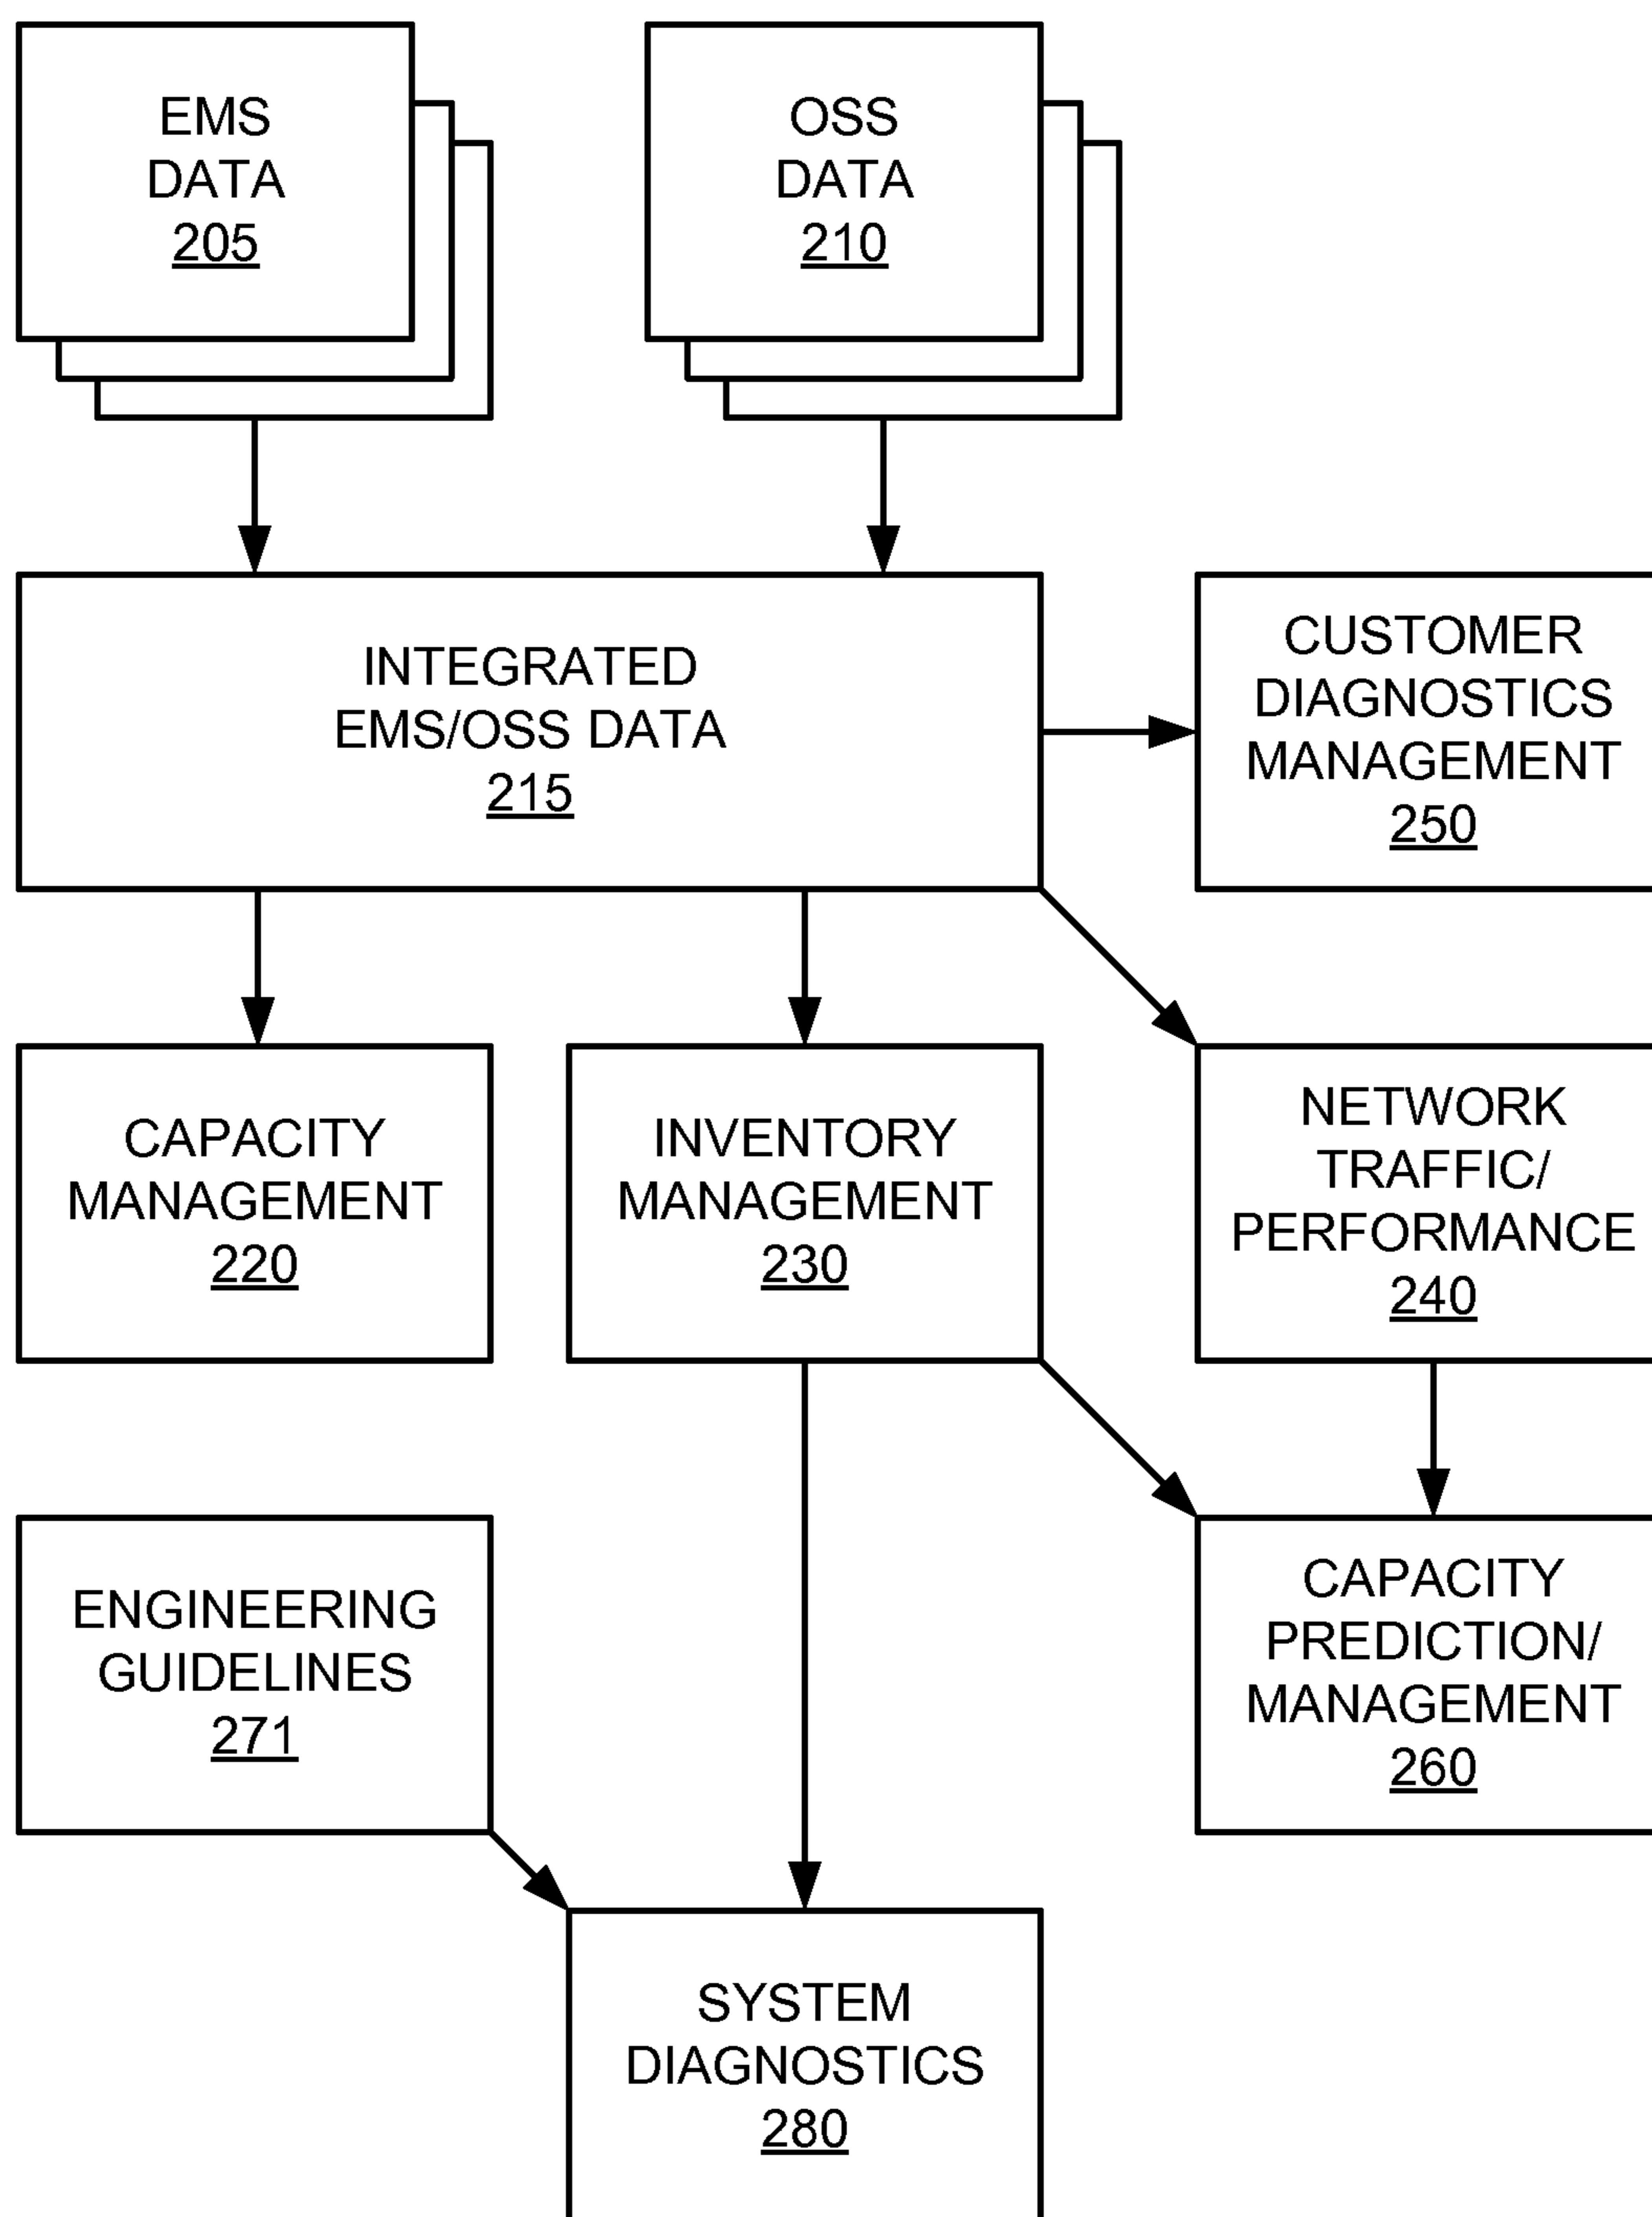 EMS
DATA
205
OSS
DATA
210
INTEGRATED
EMS/OSS DATA
215
CUSTOMER
DIAGNOSTICS
MANAGEMENT
250
CAPACITY
MANAGEMENT
220
INVENTORY
MANAGEMENT
230
NETWORK
TRAFFIC/
PERFORMANCE
240
ENGINEERING
GUIDELINES
271
CAPACITY
PREDICTION/
MANAGEMENT
260
SYSTEM
DIAGNOSTICS
280